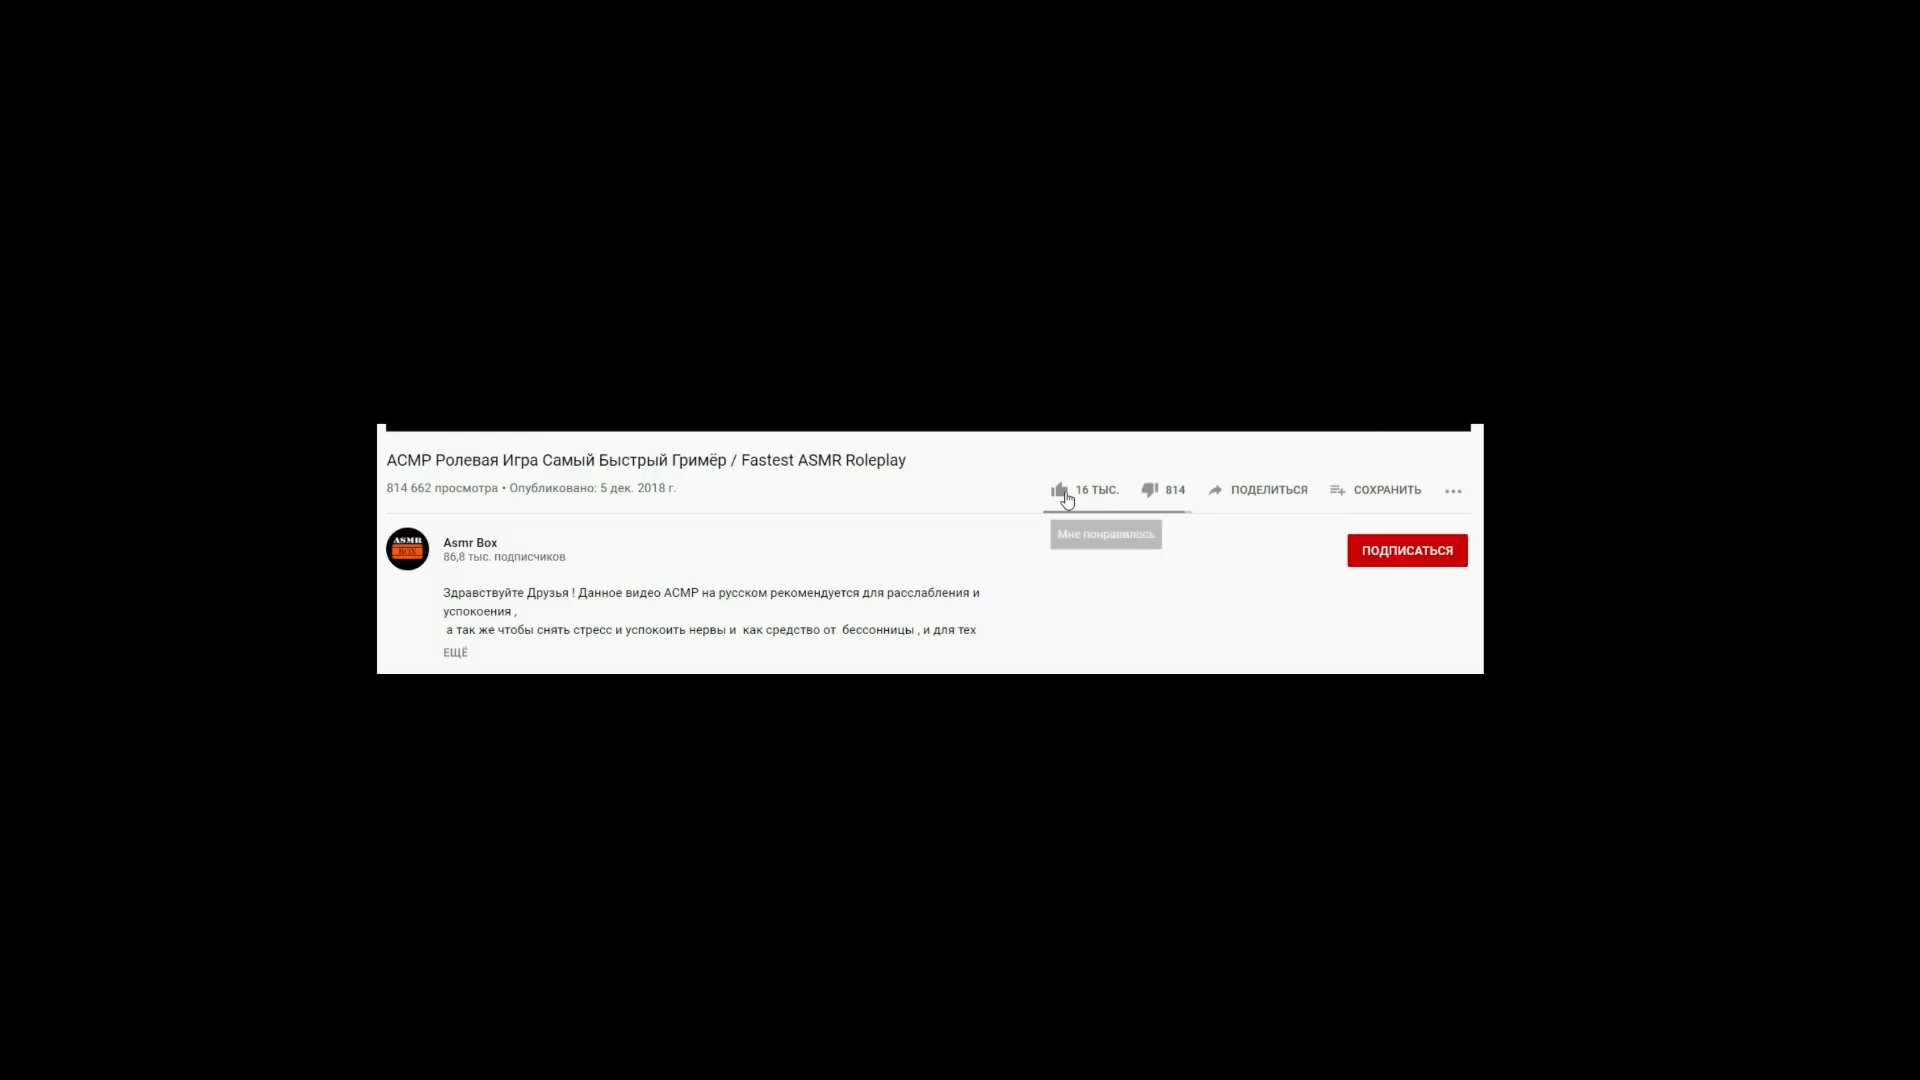 АСМР Ролевая Игра Самый Быстрый Гримёр / Fastest ASMR Roleplay
814 662 просмотра • Опубликовано: 5 дек. 2018 г.
16 ТЫС. 814 ПОДЕЛИТЬСЯ СОХРАНИТЬ
Мне понравилось
ASMR
BOX
Asmr Box
86,8 тыс. подписчиков
ПОДПИСАТЬСЯ
Здравствуйте Друзья ! Данное видео АСМР на русском рекомендуется для расслабления и
успокоения ,
а так же чтобы снять стресс и успокоить нервы и как средство от бессонницы , и для тех
ЕЩЁ